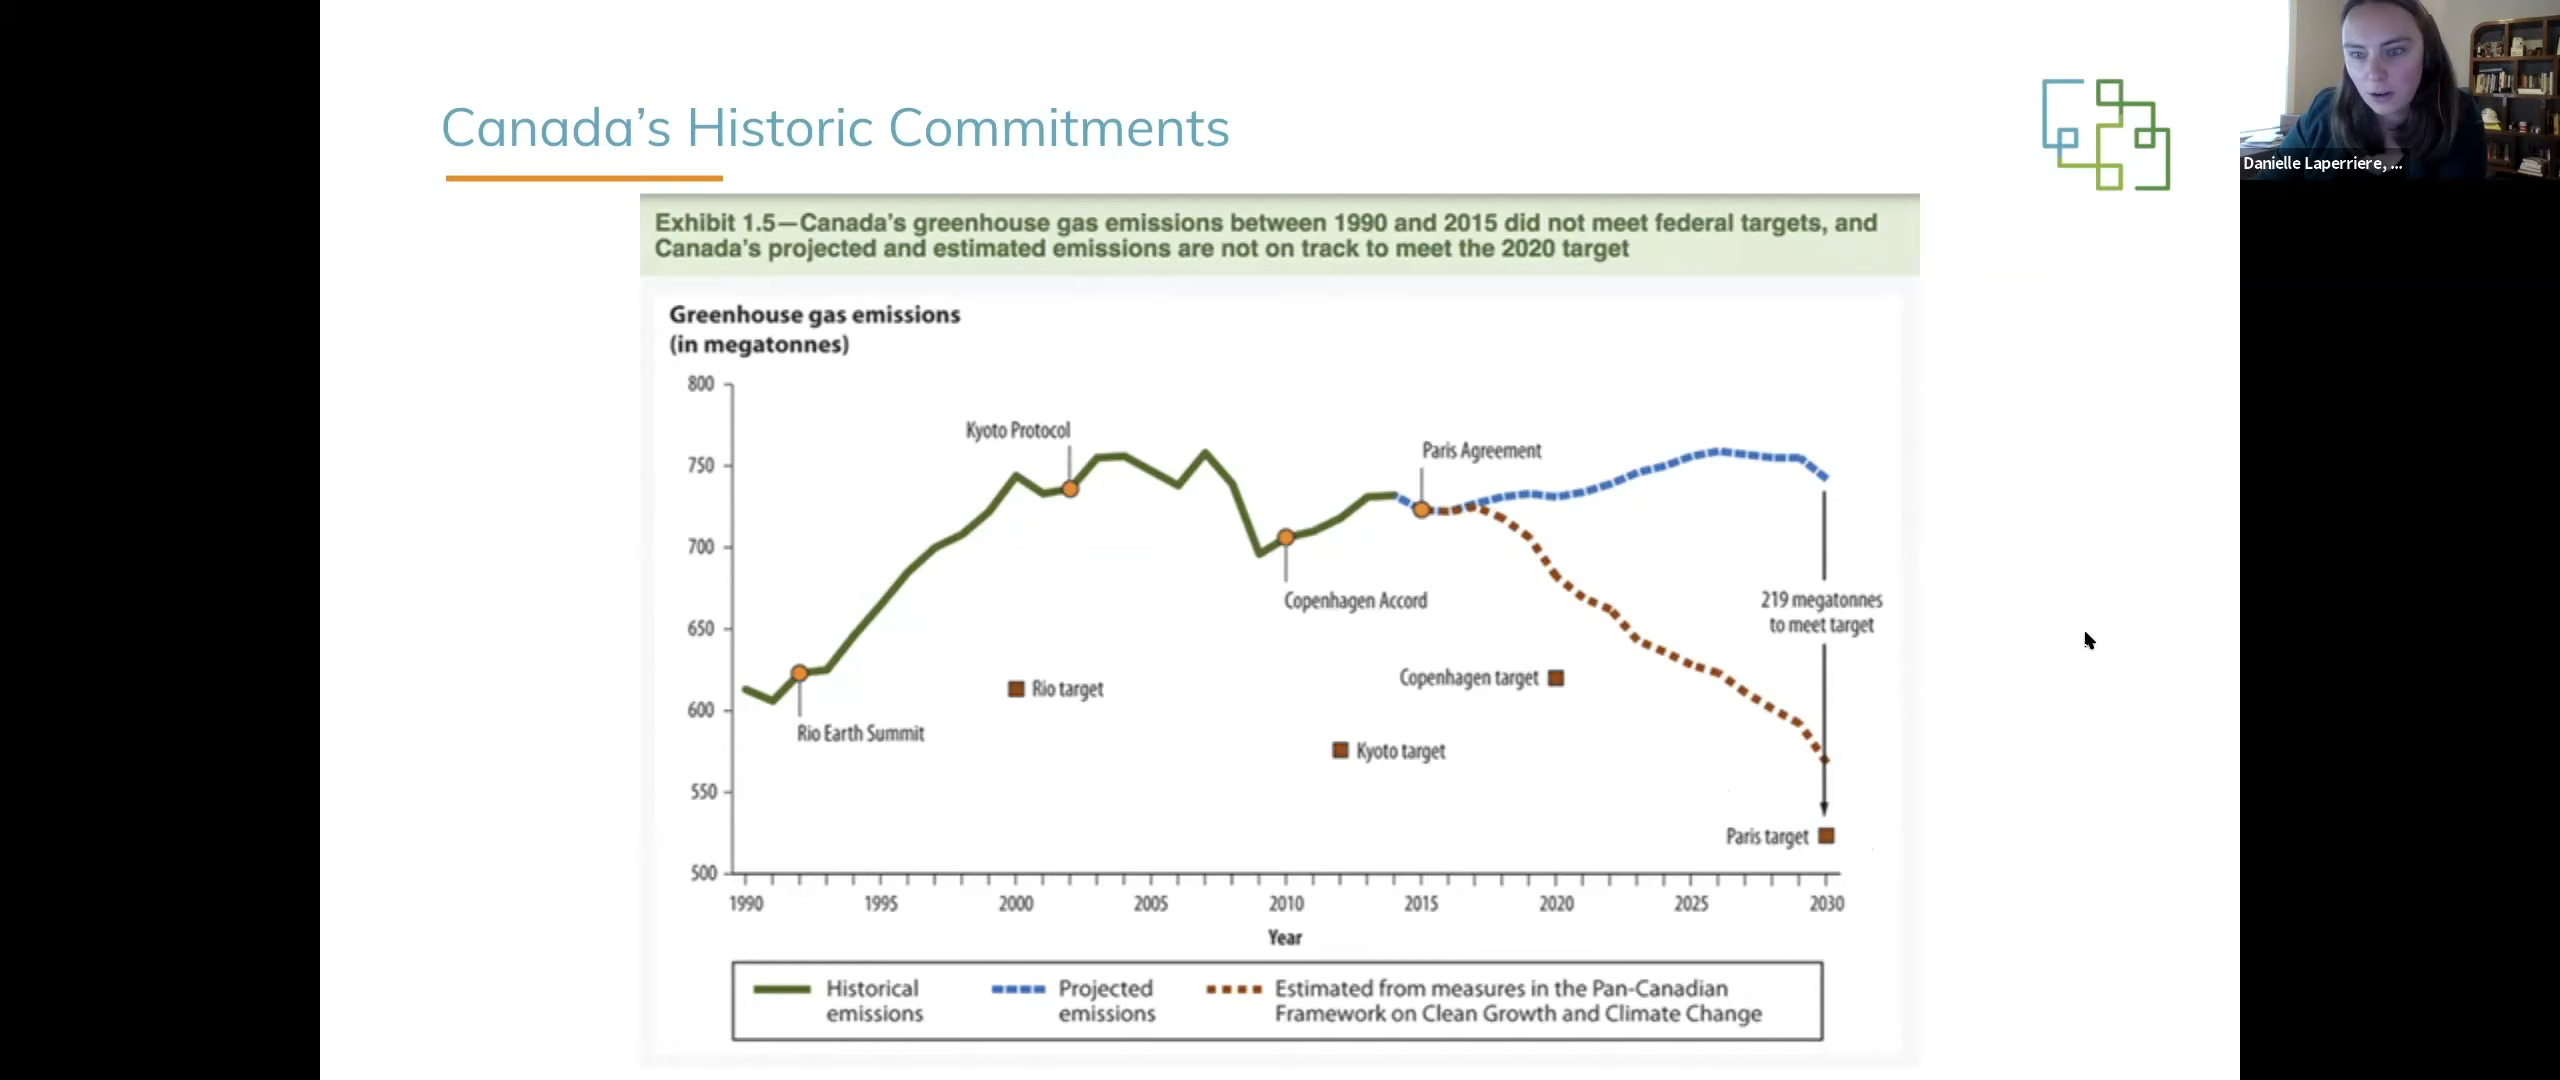 Canada's Historic Commitments
Danielle Laperriere, ...
Exhibit 1.5—Canada's greenhouse gas emissions between 1990 and 2015 did not meet federal targets, and
Canada's projected and estimated emissions are not on track to meet the 2020 target
Greenhouse gas emissions
(in megatonnes)
800
750
700
650
600
550
500
Kyoto Protocol
Paris Agreement
Copenhagen Accord
219 megatonnes
to meet target
Copenhagen target
Rio target
Rio Earth Summit
Kyoto target
Paris target
1990
1995
2000
2005
2010
2015
2020
2025
2030
Year
Historical
emissions
Projected
emissions
Estimated from measures in the Pan-Canadian
Framework on Clean Growth and Climate Change